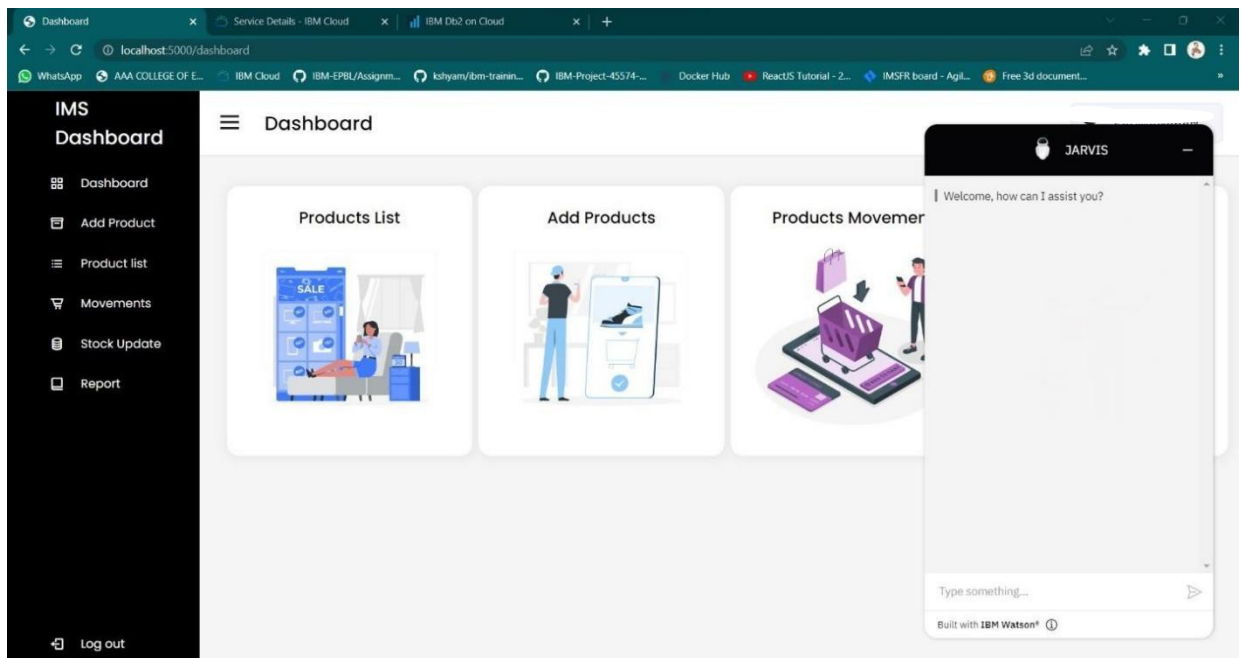 Dashboard
Service Details - IBM Cloud
IBM Db2 on Cloud
localhost:5000/dashboard
WhatsApp
AAA COLLEGE OF E...
IBM Cloud
IBM-EPBL/Assignm...
kshyam/ibm-trainin...
IBM-Project-45574-...
Docker Hub
ReactJS Tutorial - 2...
IMSFR board - Agil...
Free 3d document...
IMS
Dashboard
Dashboard
Add Product
Product list
Movements
Stock Update
Report
Log out
Dashboard
Products List
SALE
Add Products
Products Movemen
JARVIS
Welcome, how can I assist you?
Type something...
Built with IBM Watson®